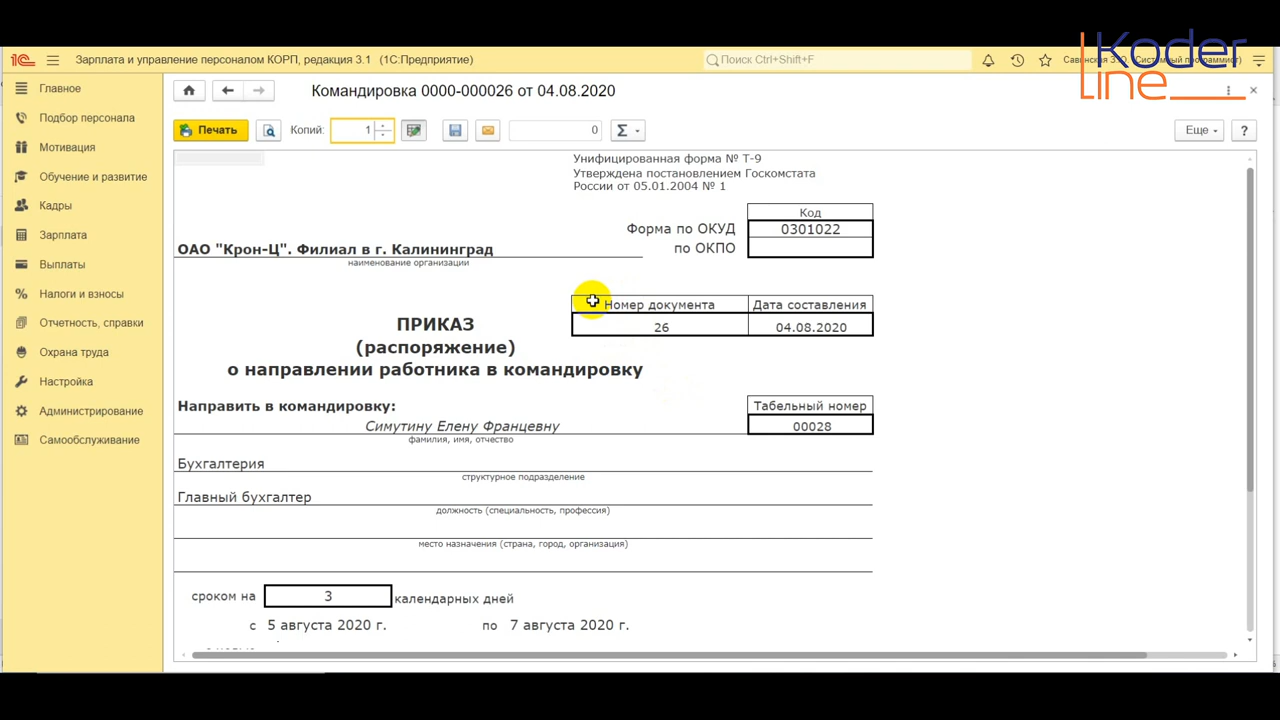 Koder
line
1С Зарплата и управление персоналом КОРП, редакция 3.1 (1С:Предприятие)
Поиск Ctrl+Shift+F
Главное
Подбор персонала
Мотивация
Обучение и развитие
Кадры
Зарплата
Выплаты
Налоги и взносы
Отчетность, справки
Охрана труда
Настройка
Администрирование
Самообслуживание
Командировка 0000-000026 от 04.08.2020
Печать
Копий: 1
0
Σ
Еще
?
Унифицированная форма № Т-9
Утверждена постановлением Госкомстата
России от 05.01.2004 № 1
Код
Форма по ОКУД 0301022
по ОКПО
ОАО "Крон-Ц". Филиал в г. Калининград
наименование организации
Номер документа Дата составления
26 04.08.2020
ПРИКАЗ
(распоряжение)
о направлении работника в командировку
Направить в командировку: Табельный номер
Симутину Елену Францевну 00028
фамилия, имя, отчество
Бухгалтерия
структурное подразделение
Главный бухгалтер
должность (специальность, профессия)
место назначения (страна, город, организация)
сроком на 3 календарных дней
с 5 августа 2020 г. по 7 августа 2020 г.